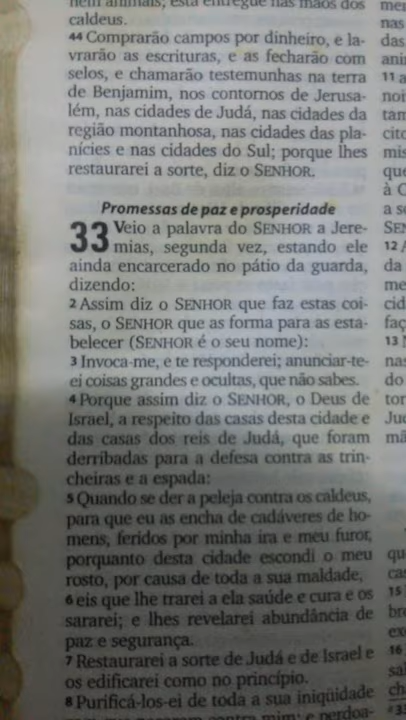 nem animais; está entregue nas mãos dos
caldeus.
44 Comprarão campos por dinheiro, e la-
vrarão as escrituras, e as fecharão com
selos, e chamarão testemunhas na terra
de Benjamim, nos contornos de Jerusa-
lém, nas cidades de Judá, nas cidades da
região montanhosa, nas cidades das pla-
nícies e nas cidades do Sul; porque lhes
restaurarei a sorte, diz o SENHOR.
Promessas de paz e prosperidade
33 Veio a palavra do SENHOR a Jere-
mias, segunda vez, estando ele
ainda encarcerado no pátio da guarda,
dizendo:
2 Assim diz o SENHOR que faz estas coi-
sas, o SENHOR que as forma para as esta-
belecer (SENHOR é o seu nome):
3 Invoca-me, e te responderei; anunciar-te-
ei coisas grandes e ocultas, que não sabes.
4 Porque assim diz o SENHOR, o Deus de
Israel, a respeito das casas desta cidade e
das casas dos reis de Judá, que foram
derribadas para a defesa contra as trin-
cheiras e a espada:
5 Quando se der a peleja contra os caldeus,
para que eu as encha de cadáveres de ho-
mens, feridos por minha ira e meu furor,
porquanto desta cidade escondi o meu
rosto, por causa de toda a sua maldade,
6 eis que lhe trarei a ela saúde e cura e os
sararei; e lhes revelarei abundância de
paz e segurança.
7 Restaurarei a sorte de Judá e de Israel e
os edificarei como no princípio.
8 Purificá-los-ei de toda a sua iniqüidade